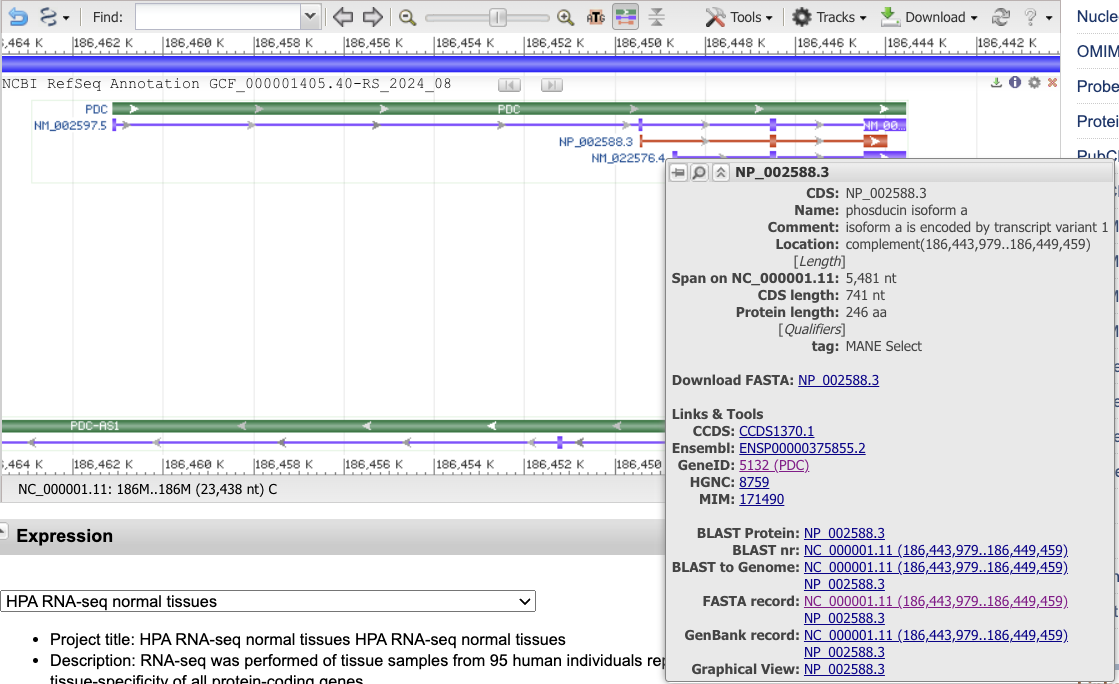 Find:
Tools
Tracks
Download
?
Nucle
,464 K 186,462 K 186,460 K 186,458 K 186,456 K 186,454 K 186,452 K 186,450 K 186,448 K 186,446 K 186,444 K 186,442 K
OMIM
NCBI RefSeq Annotation GCF_000001405.40-RS_2024_08
Probe
PDC PDC
Protei
NM_002597.5 NM_00...
NP_002588.3
PubCh
NM_022576.4
NP_002588.3
CDS: NP_002588.3
Name: phosducin isoform a
Comment: isoform a is encoded by transcript variant 1
Location: complement(186,443,979..186,449,459)
[Length]
Span on NC_000001.11: 5,481 nt
CDS length: 741 nt
Protein length: 246 aa
[Qualifiers]
tag: MANE Select
Download FASTA: NP_002588.3
Links & Tools
CCDS: CCDS1370.1
Ensembl: ENSP00000375855.2
GeneID: 5132 (PDC)
HGNC: 8759
MIM: 171490
BLAST Protein: NP_002588.3
BLAST nr: NC_000001.11 (186,443,979..186,449,459)
BLAST to Genome: NC_000001.11 (186,443,979..186,449,459)
NP_002588.3
FASTA record: NC_000001.11 (186,443,979..186,449,459)
NP_002588.3
GenBank record: NC_000001.11 (186,443,979..186,449,459)
NP_002588.3
Graphical View: NP_002588.3
PDC-AS1
,464 K 186,462 K 186,460 K 186,458 K 186,456 K 186,454 K 186,452 K 186,450
NC_000001.11: 186M..186M (23,438 nt) C
Expression
HPA RNA-seq normal tissues
• Project title: HPA RNA-seq normal tissues HPA RNA-seq normal tissues
• Description: RNA-seq was performed of tissue samples from 95 human individuals rep
tissue-specificity of all protein-coding genes